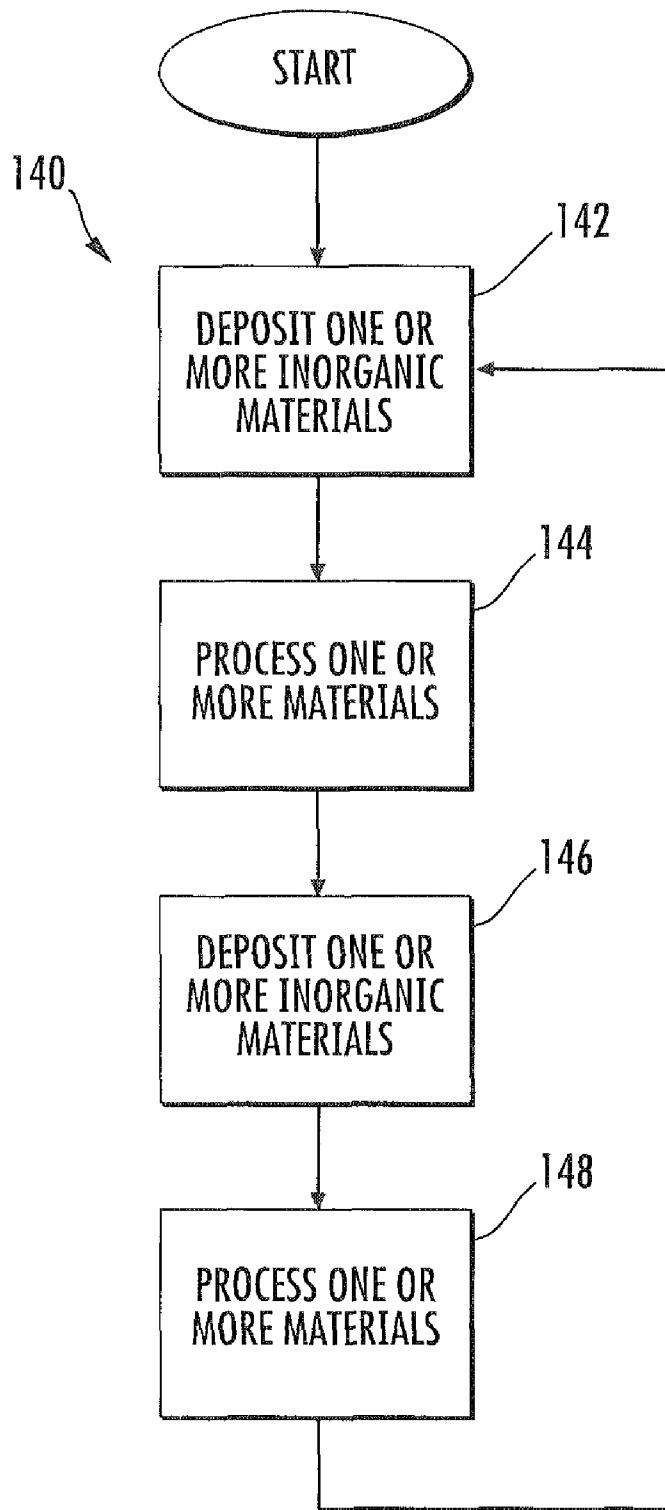 START
140
142
DEPOSIT ONE OR
MORE INORGANIC
MATERIALS
144
PROCESS ONE OR
MORE MATERIALS
146
DEPOSIT ONE OR
MORE INORGANIC
MATERIALS
148
PROCESS ONE OR
MORE MATERIALS